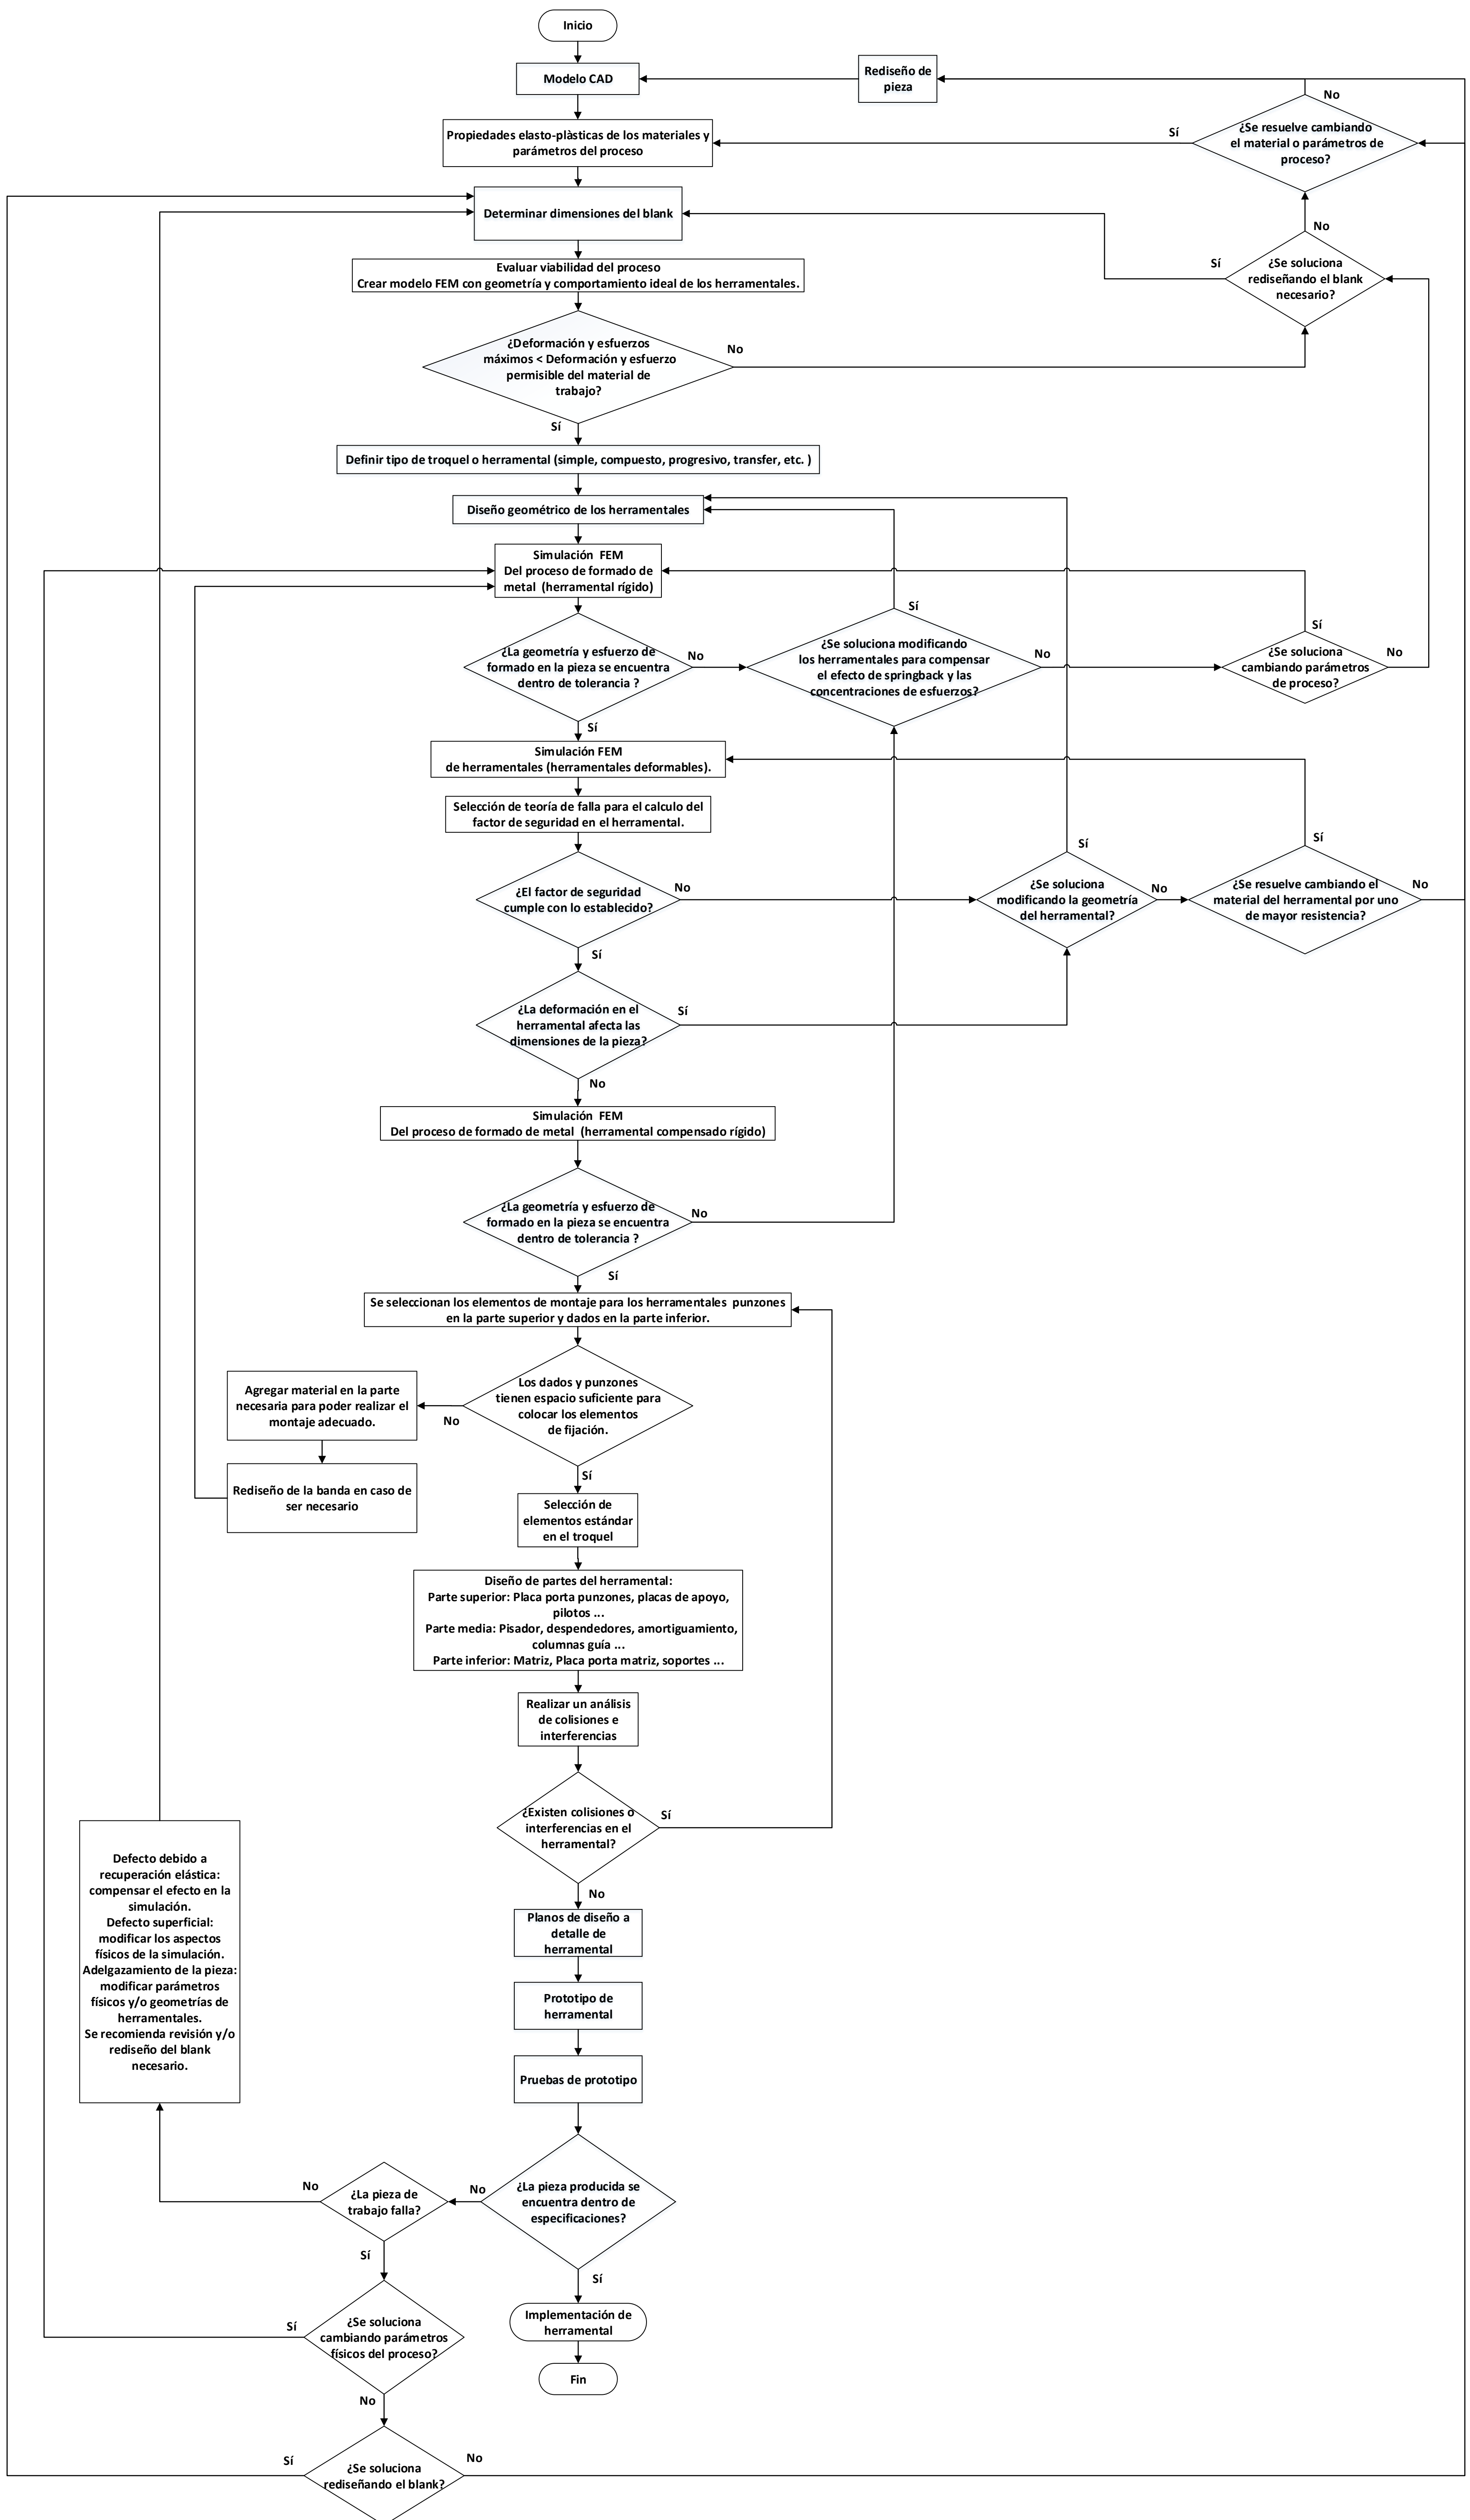 Inicio
Modelo CAD
Rediseño de
pieza
No
¿Se resuelve cambiando
el material o parámetros de
proceso?
Sí
Propiedades elasto-plàsticas de los materiales y
parámetros del proceso
Determinar dimensiones del blank
No
¿Se soluciona
rediseñando el blank
necesario?
Sí
Evaluar viabilidad del proceso
Crear modelo FEM con geometría y comportamiento ideal de los herramentales.
¿Deformación y esfuerzos
máximos < Deformación y esfuerzo
permisible del material de
trabajo?
No
Sí
Definir tipo de troquel o herramental (simple, compuesto, progresivo, transfer, etc. )
Diseño geométrico de los herramentales
Simulación FEM
Del proceso de formado de
metal (herramental rígido)
¿La geometría y esfuerzo de
formado en la pieza se encuentra
dentro de tolerancia ?
No
Sí
¿Se soluciona modificando
los herramentales para compensar
el efecto de springback y las
concentraciones de esfuerzos?
Sí
No
¿Se soluciona
cambiando parámetros
de proceso?
Sí
No
Simulación FEM
de herramentales (herramentales deformables).
Selección de teoría de falla para el calculo del
factor de seguridad en el herramental.
¿El factor de seguridad
cumple con lo establecido?
No
Sí
¿Se soluciona
modificando la geometría
del herramental?
Sí
No
¿Se resuelve cambiando el
material del herramental por uno
de mayor resistencia?
Sí
No
¿La deformación en el
herramental afecta las
dimensiones de la pieza?
Sí
No
Simulación FEM
Del proceso de formado de metal (herramental compensado rígido)
¿La geometría y esfuerzo de
formado en la pieza se encuentra
dentro de tolerancia ?
No
Sí
Se seleccionan los elementos de montaje para los herramentales punzones
en la parte superior y dados en la parte inferior.
Los dados y punzones
tienen espacio suficiente para
colocar los elementos
de fijación.
No
Sí
Agregar material en la parte
necesaria para poder realizar el
montaje adecuado.
Rediseño de la banda en caso de
ser necesario
Selección de
elementos estándar
en el troquel
Diseño de partes del herramental:
Parte superior: Placa porta punzones, placas de apoyo,
pilotos ...
Parte media: Pisador, despendedores, amortiguamiento,
columnas guía ...
Parte inferior: Matriz, Placa porta matriz, soportes ...
Realizar un análisis
de colisiones e
interferencias
¿Existen colisiones o
interferencias en el
herramental?
Sí
No
Planos de diseño a
detalle de
herramental
Prototipo de
herramental
Pruebas de prototipo
Defecto debido a
recuperación elástica:
compensar el efecto en la
simulación.
Defecto superficial:
modificar los aspectos
físicos de la simulación.
Adelgazamiento de la pieza:
modificar parámetros
físicos y/o geometrías de
herramentales.
Se recomienda revisión y/o
rediseño del blank
necesario.
¿La pieza producida se
encuentra dentro de
especificaciones?
No
Sí
¿La pieza de
trabajo falla?
No
Sí
¿Se soluciona
cambiando parámetros
físicos del proceso?
Sí
No
Implementación de
herramental
Fin
¿Se soluciona
rediseñando el blank?
Sí
No